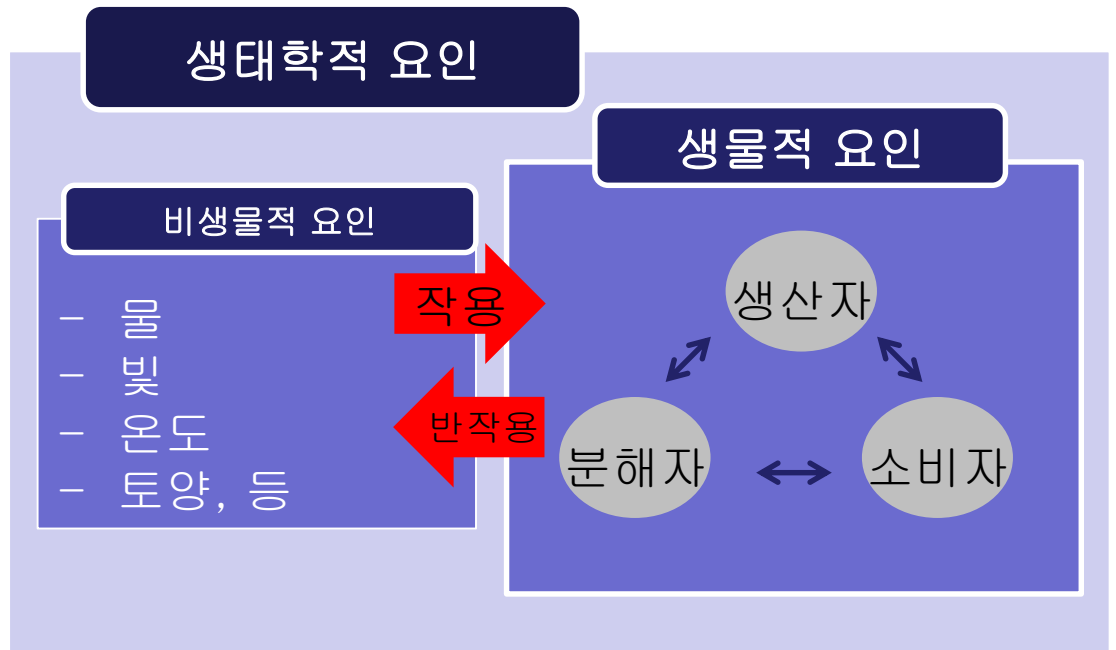 생태학적 요인
생물적 요인
비생물적 요인
- 물
- 빛
- 온도
- 토양, 등
작용
반작용
생산자
분해자
소비자